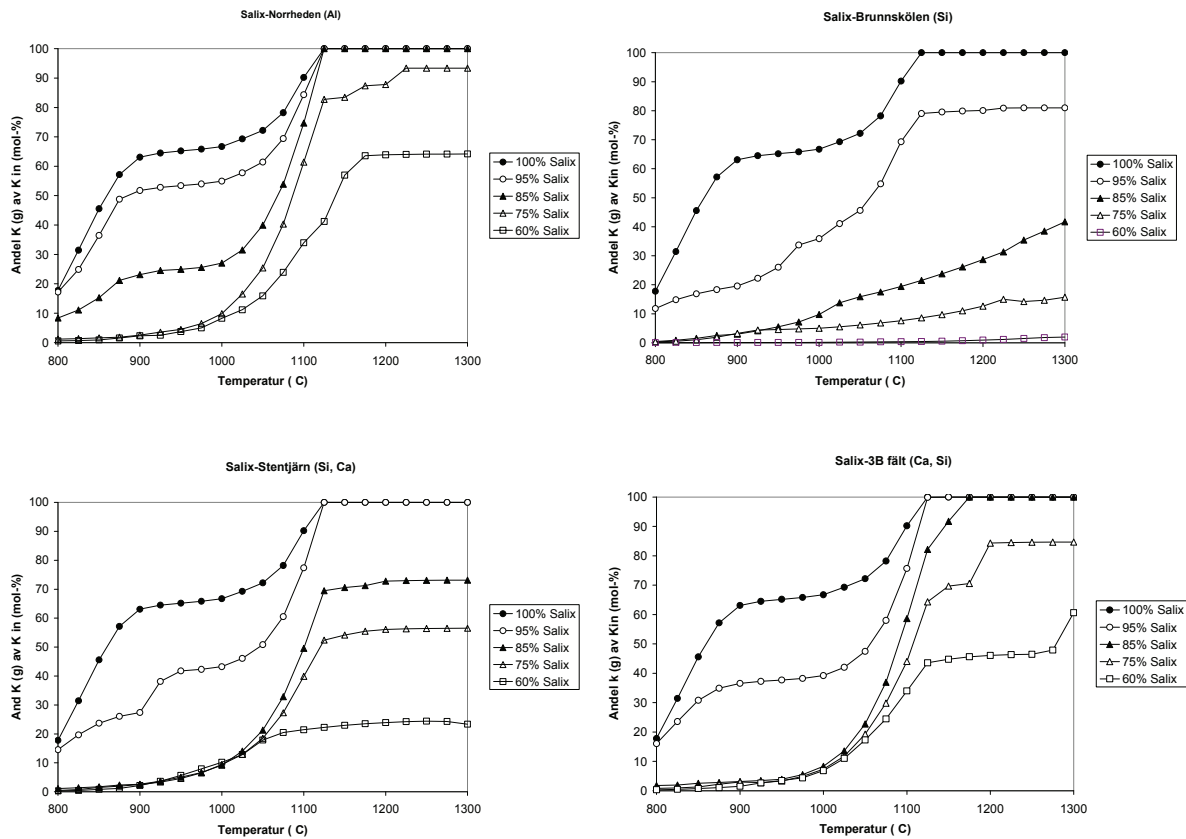 Salix-Norrheden (Al)
Andel K (g) av K in (mol-%)
100
90
80
70
60
50
40
30
20
10
0
800 900 1000 1100 1200 1300
Temperatur ( C)
100% Salix
95% Salix
85% Salix
75% Salix
60% Salix
Salix-Brunnskölen (Si)
Andel K (g) av Kin (mol-%)
100
90
80
70
60
50
40
30
20
10
0
800 900 1000 1100 1200 1300
Temperatur ( C)
100% Salix
95% Salix
85% Salix
75% Salix
60% Salix
Salix-Stentjärn (Si, Ca)
And K (g) av K in (mol-%)
100
90
80
70
60
50
40
30
20
10
0
800 900 1000 1100 1200 1300
Temperatur ( C)
100% Salix
95% Salix
85% Salix
75% Salix
60% Salix
Salix-3B fält (Ca, Si)
Andel k (g) av Kin (mol-%)
100
90
80
70
60
50
40
30
20
10
0
800 900 1000 1100 1200 1300
Temperatur ( C)
100% Salix
95% Salix
85% Salix
75% Salix
60% Salix